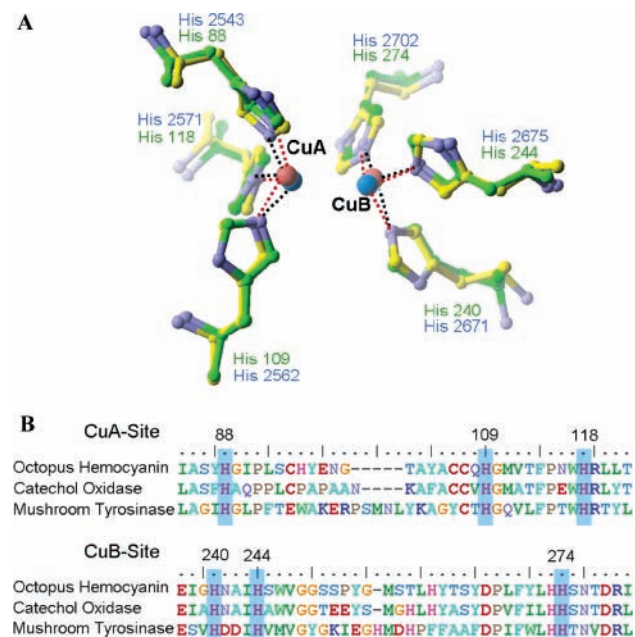 A
His 2543
His 88
His 2702
His 274
His 2571
His 118
CuA
His 2675
His 244
CuB
His 240
His 2671
His 109
His 2562
B
CuA-Site 88 109 118
Octopus Hemocyanin IASYHGIPLSCHYENG-----TAYACCQHGMVTFPNWHRLLT
Catechol Oxidase LASFHAQPPLCPAPAAN----KAFACCVHGMATFPEWHRLYT
Mushroom Tyrosinase LAGIHGLPFTEWAKERPSMNLYKAGYCTHGQVLFPTWHRTYL
CuB-Site 240 244 274
Octopus Hemocyanin EIGHNAIHSWVGGSSPYG-MSTLHYTSYDPLFYLHHSNTDRI
Catechol Oxidase EIAHNAIHAWVGGTEEYS-MGHLHYASYDPVFILHHSNTDRL
Mushroom Tyrosinase ESVHDDIHVMVGYGKIEGHMDHPFFAAFDPIFWLHHTNVDRL